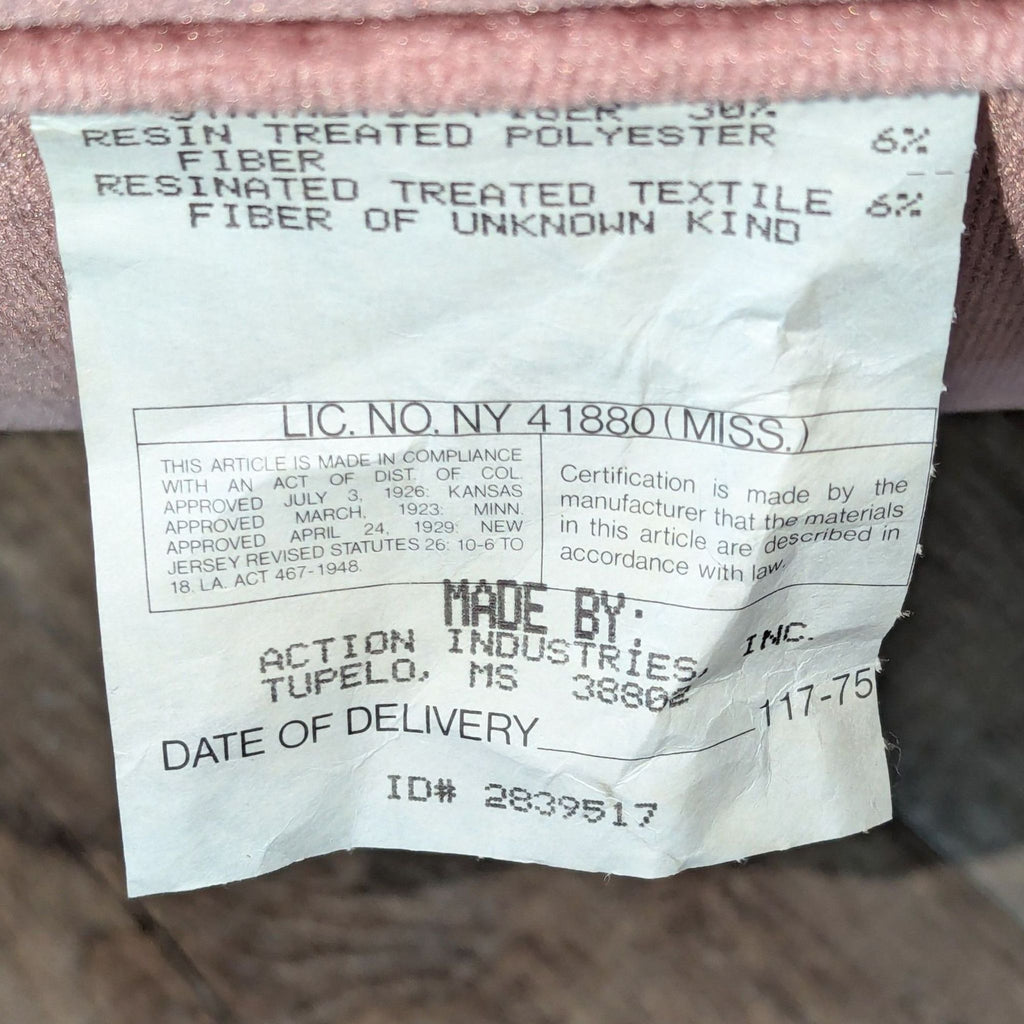 FIBER 30%
RESIN TREATED POLYESTER 6%
FIBER
RESINATED TREATED TEXTILE 6%
FIBER OF UNKNOWN KIND
LIC. NO. NY 41880 (MISS.)
THIS ARTICLE IS MADE IN COMPLIANCE
WITH AN ACT OF DIST. OF COL.
APPROVED JULY 3, 1926: KANSAS
APPROVED MARCH, 1923: MINN.
APPROVED APRIL 24, 1929: NEW
JERSEY REVISED STATUTES 26: 10-6 TO
18. LA. ACT 467-1948.
Certification is made by the
manufacturer that the materials
in this article are described in
accordance with law.
MADE BY:
ACTION INDUSTRIES, INC.
TUPELO, MS
DATE OF DELIVERY 117-75
ID# 2839517